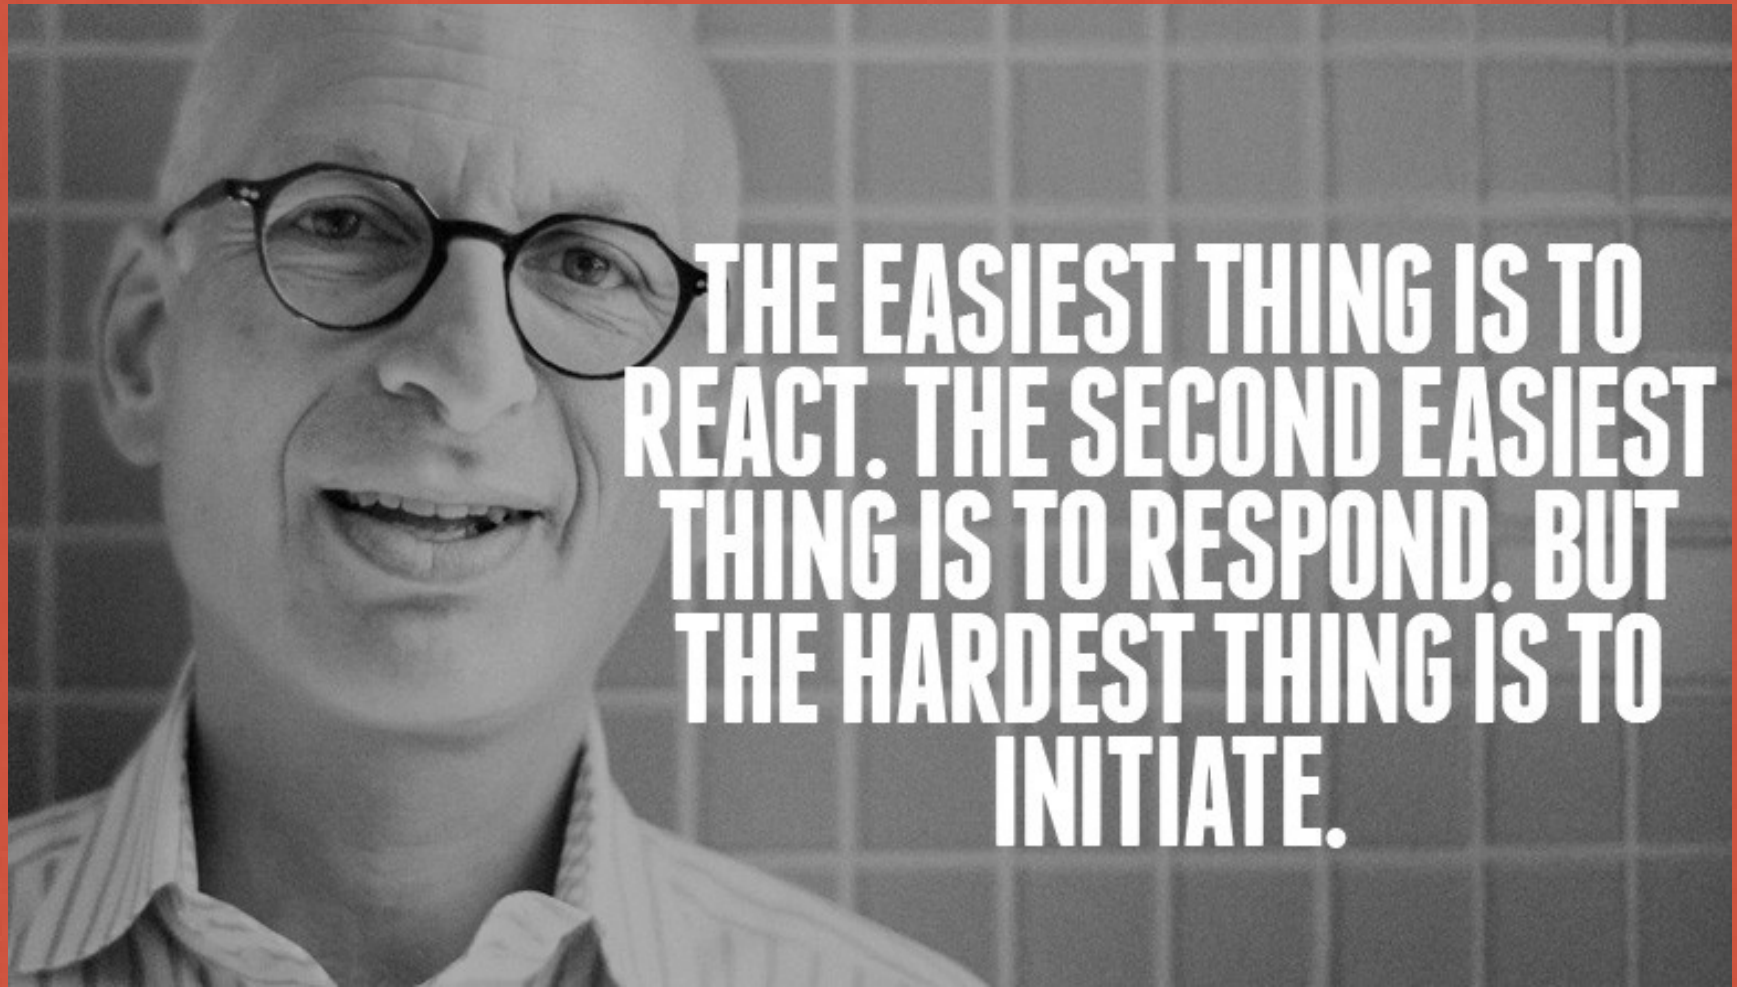 THE EASIEST THING IS TO
REACT. THE SECOND EASIEST
THING IS TO RESPOND. BUT
THE HARDEST THING IS TO
INITIATE.